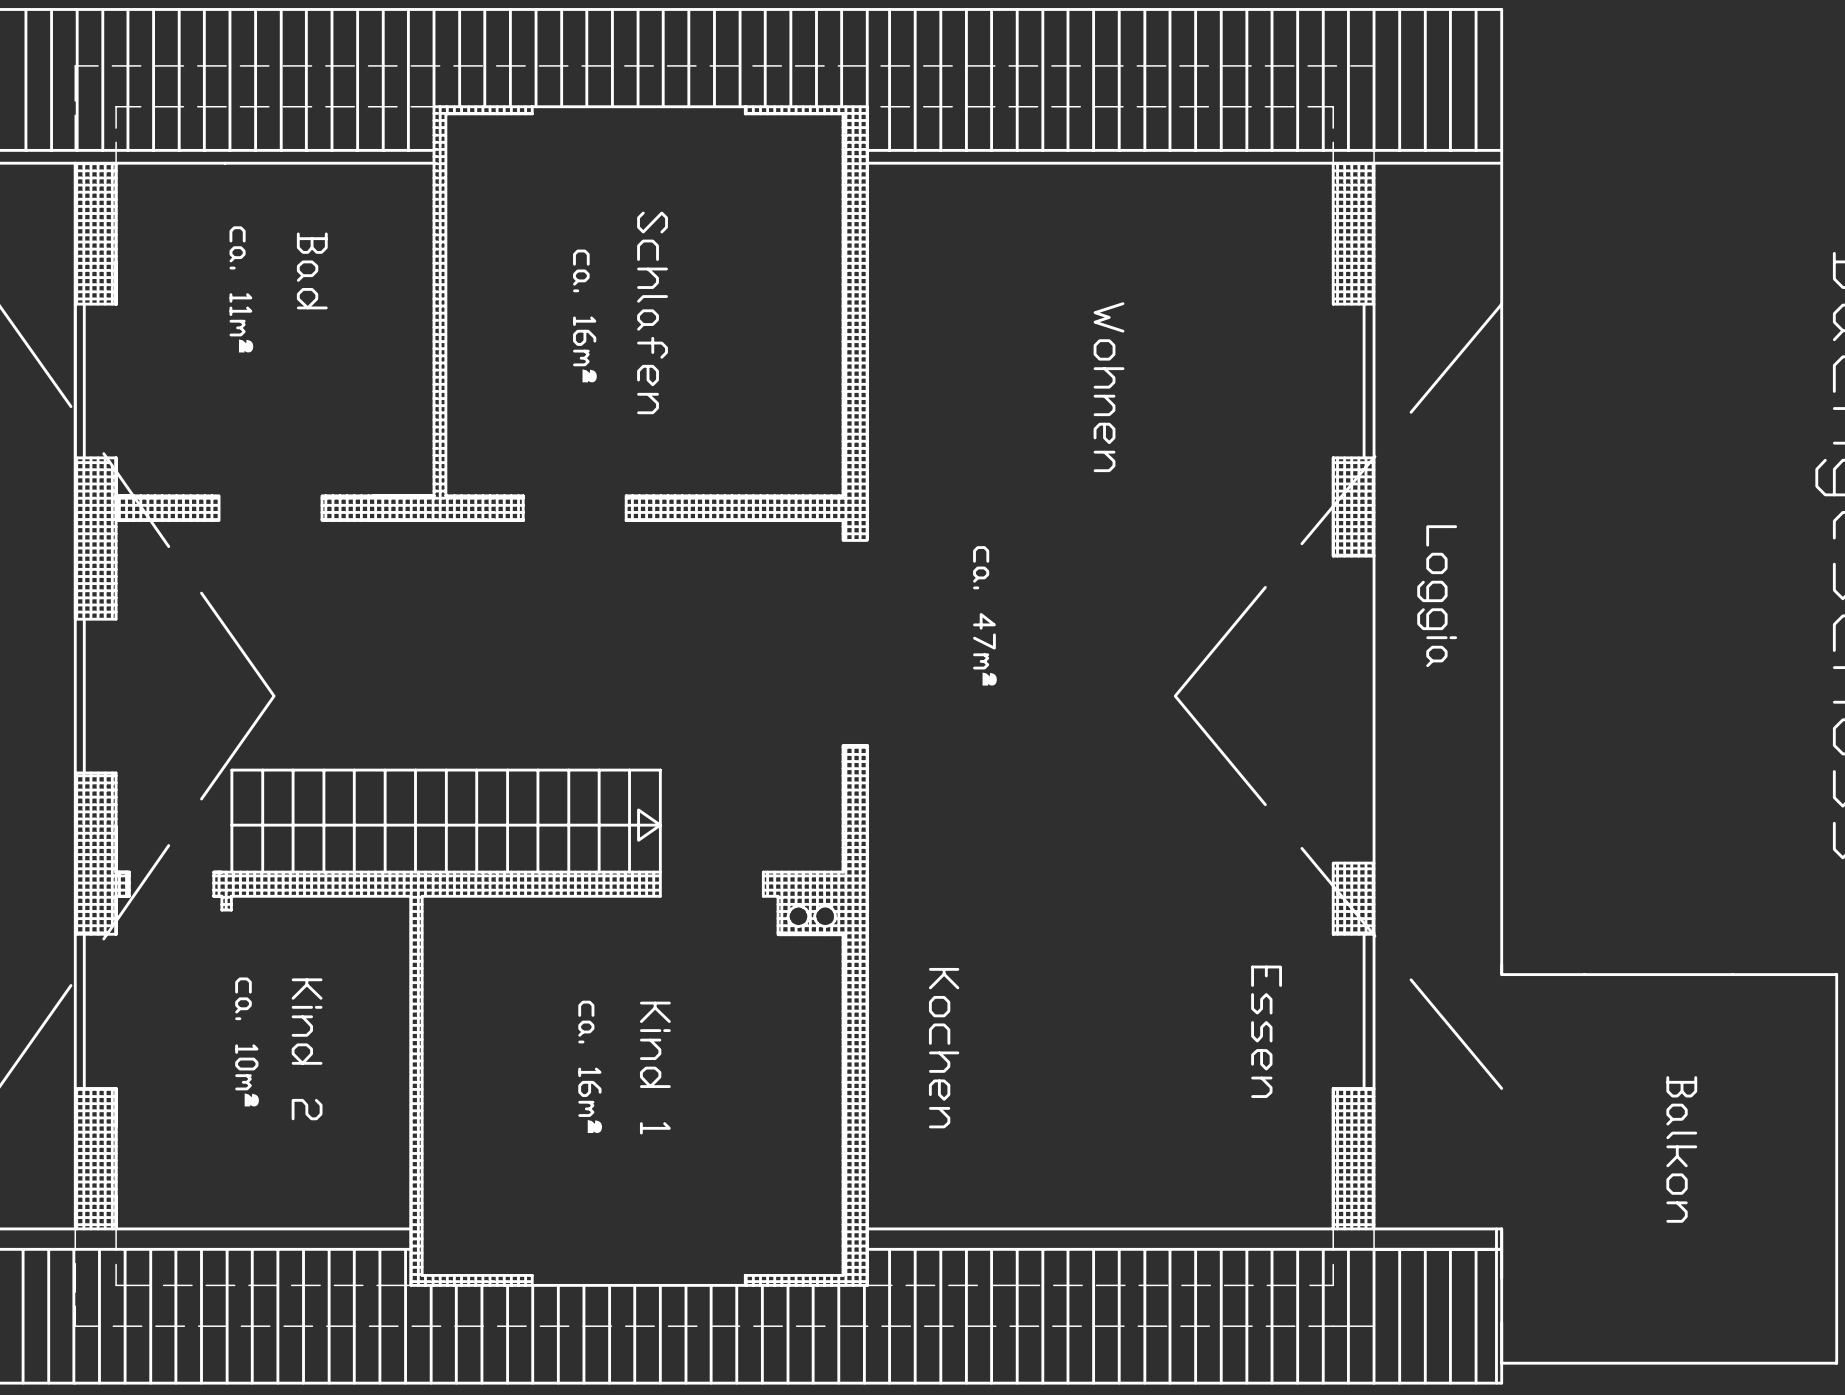 Dachgeschoss
Balkon
Loggia
Essen
Wohnen
ca. 47m²
Kochen
Schlafen
ca. 16m²
Kind 1
ca. 16m²
Bad
ca. 11m²
Kind 2
ca. 10m²